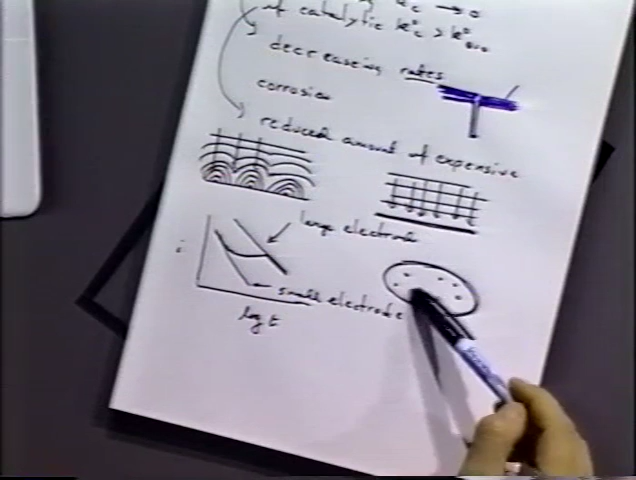 of catalytic
decreasing rates
corrosion
reduced amount of expensive
large electrode
i
small electrode
log t